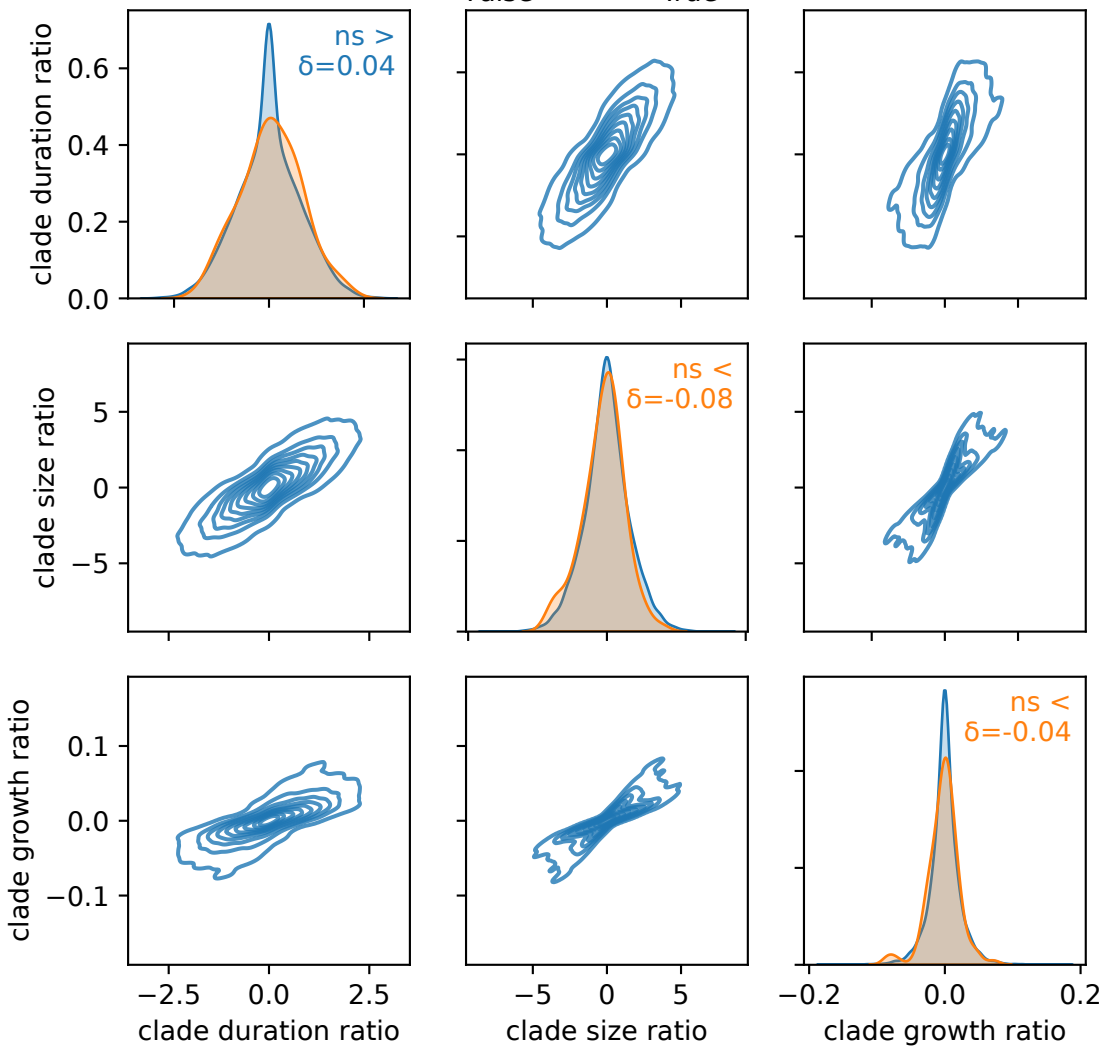 clade duration ratio
0.6
0.4
0.2
0.0
ns >
δ=0.04
clade size ratio
5
0
−5
ns <
δ=-0.08
clade growth ratio
0.1
0.0
−0.1
ns <
δ=-0.04
−2.5 0.0 2.5
clade duration ratio
−5 0 5
clade size ratio
−0.2 0.0 0.2
clade growth ratio